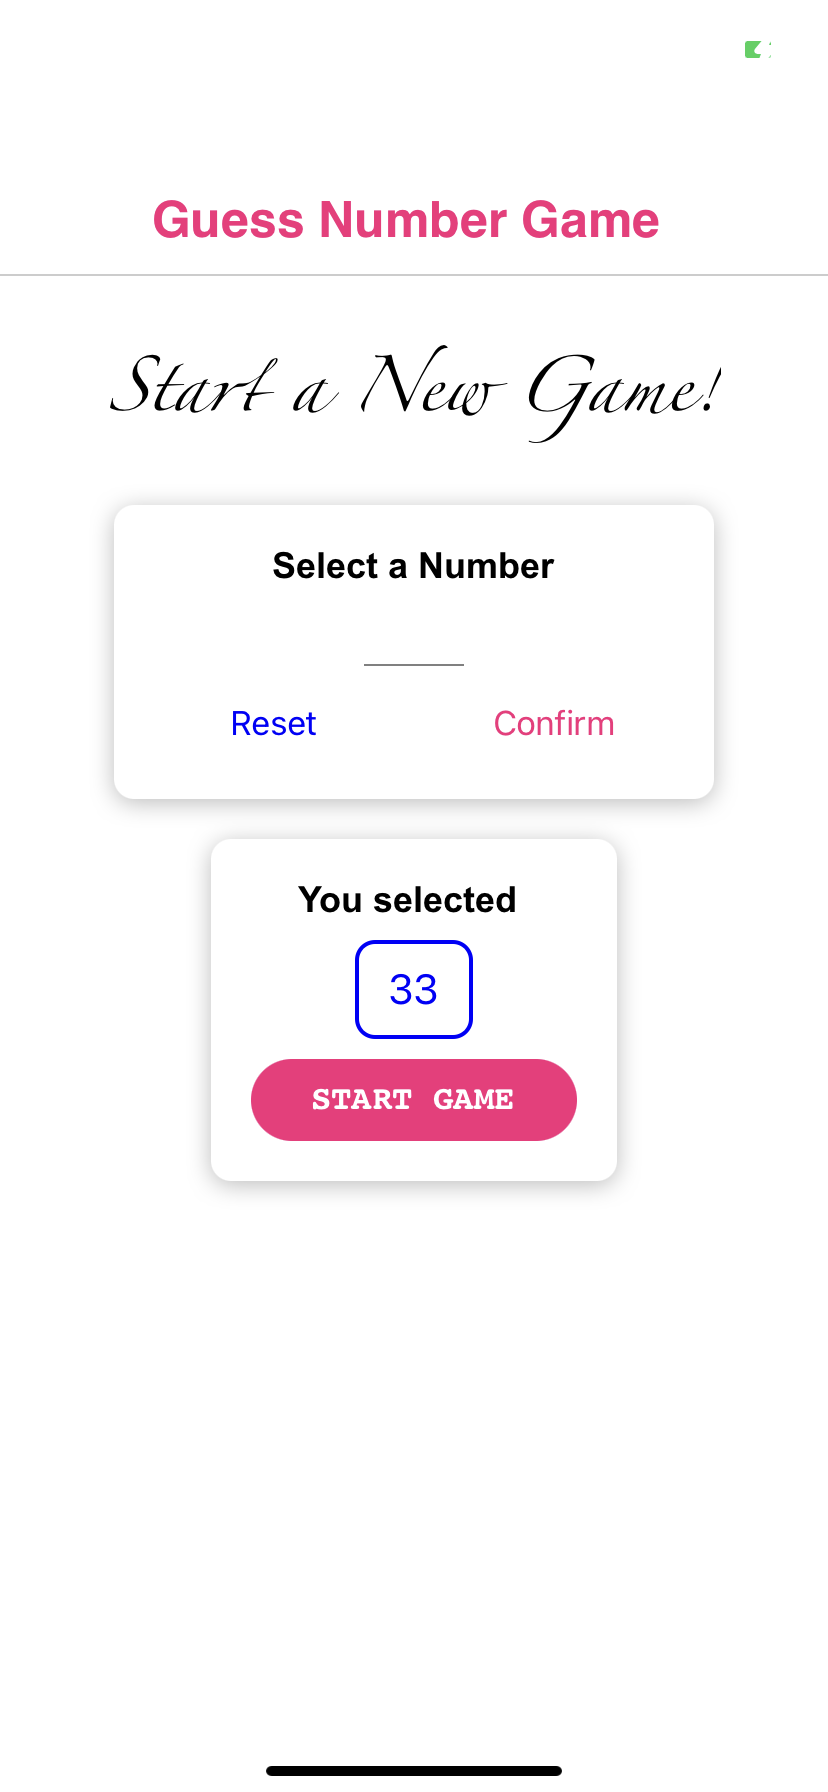 Guess Number Game
Start a New Game!
Select a Number
Reset Confirm
You selected
33
START GAME